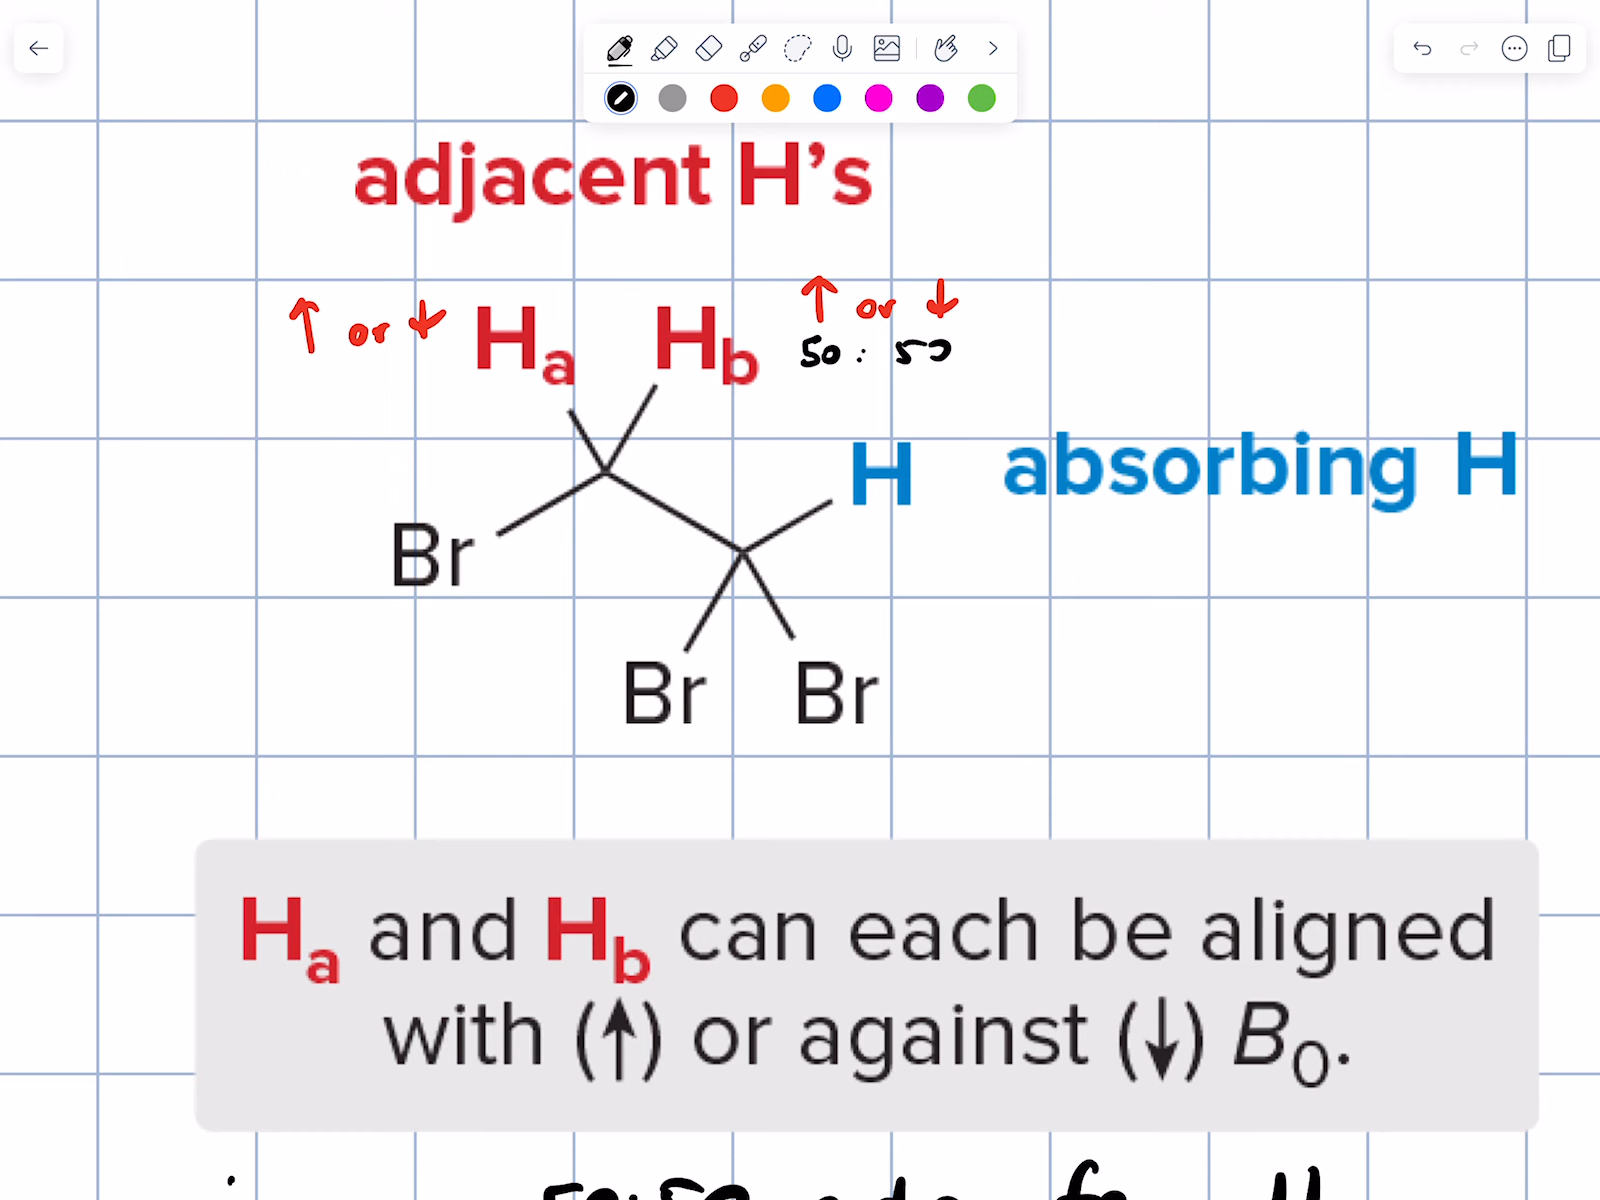 adjacent H's
↑ or ↓ Ha Hb ↑ or ↓
50 : 50
H absorbing H
Br
Br Br
Ha and Hb can each be aligned
with (↑) or against (↓) B0.